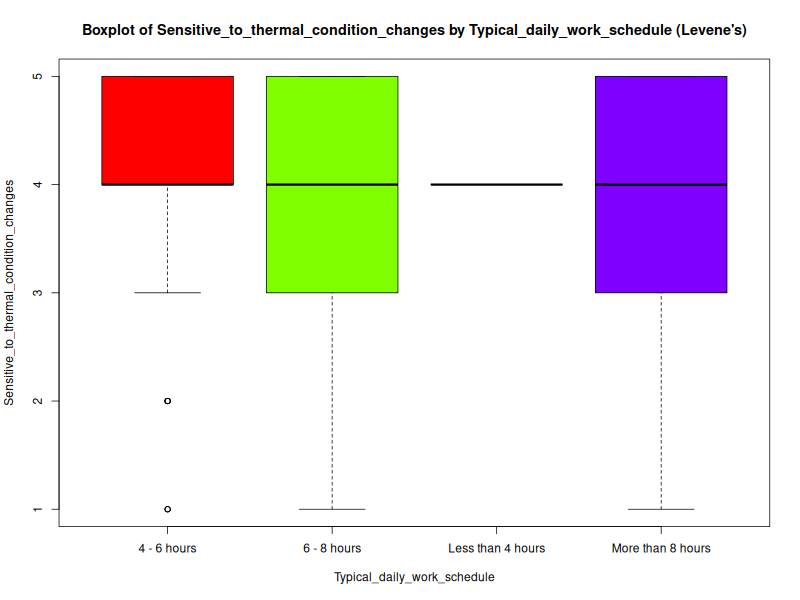 Boxplot of Sensitive_to_thermal_condition_changes by Typical_daily_work_schedule (Levene's)
Sensitive_to_thermal_condition_changes
5
4
3
2
1
4 - 6 hours
6 - 8 hours
Less than 4 hours
More than 8 hours
Typical_daily_work_schedule